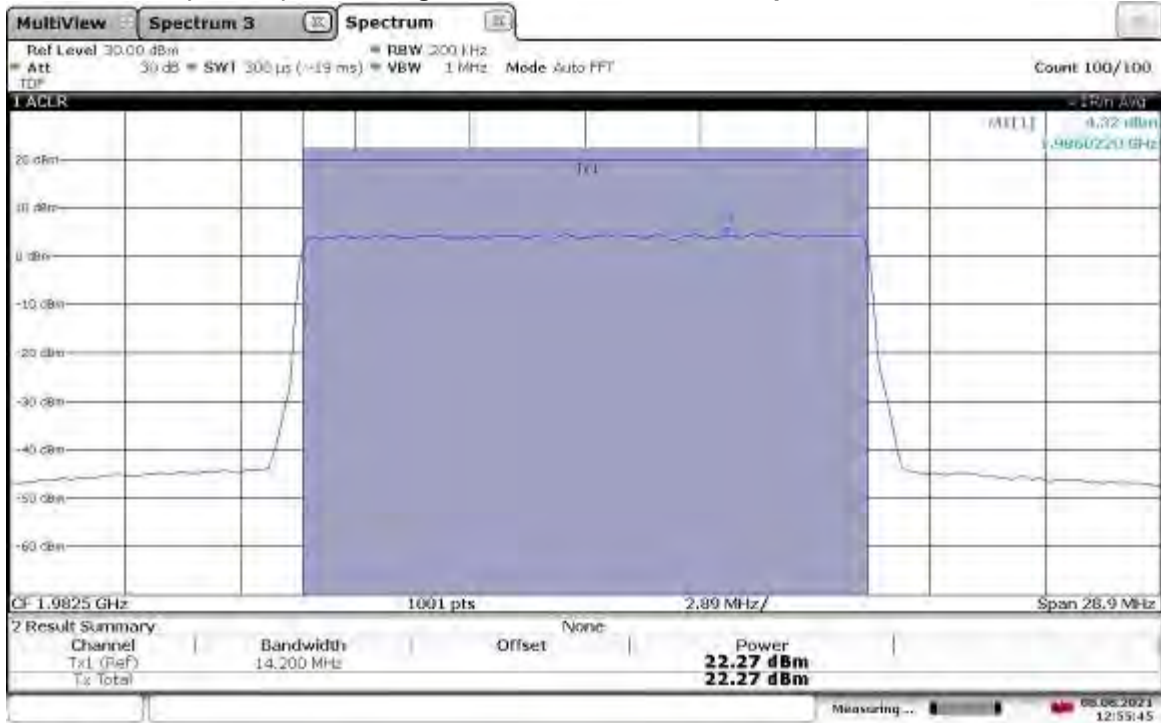 MultiView Spectrum 3 Spectrum
Ref Level 30.00 dBm RBW 200 kHz
Att 30 dB SWT 300 µs (~19 ms) VBW 1 MHz Mode Auto FFT Count 100/100
TDF
1 ACLR 1Rm Avg
M1[1] 4.32 dBm
1.9860220 GHz
20 dBm
Tx1
10 dBm
0 dBm
-10 dBm
-20 dBm
-30 dBm
-40 dBm
-50 dBm
-60 dBm
CF 1.9825 GHz 1001 pts 2.89 MHz/ Span 28.9 MHz
2 Result Summary None
Channel Bandwidth Offset Power
Tx1 (Ref) 14.200 MHz 22.27 dBm
Tx Total 22.27 dBm
Measuring... 08.06.2021
12:55:45